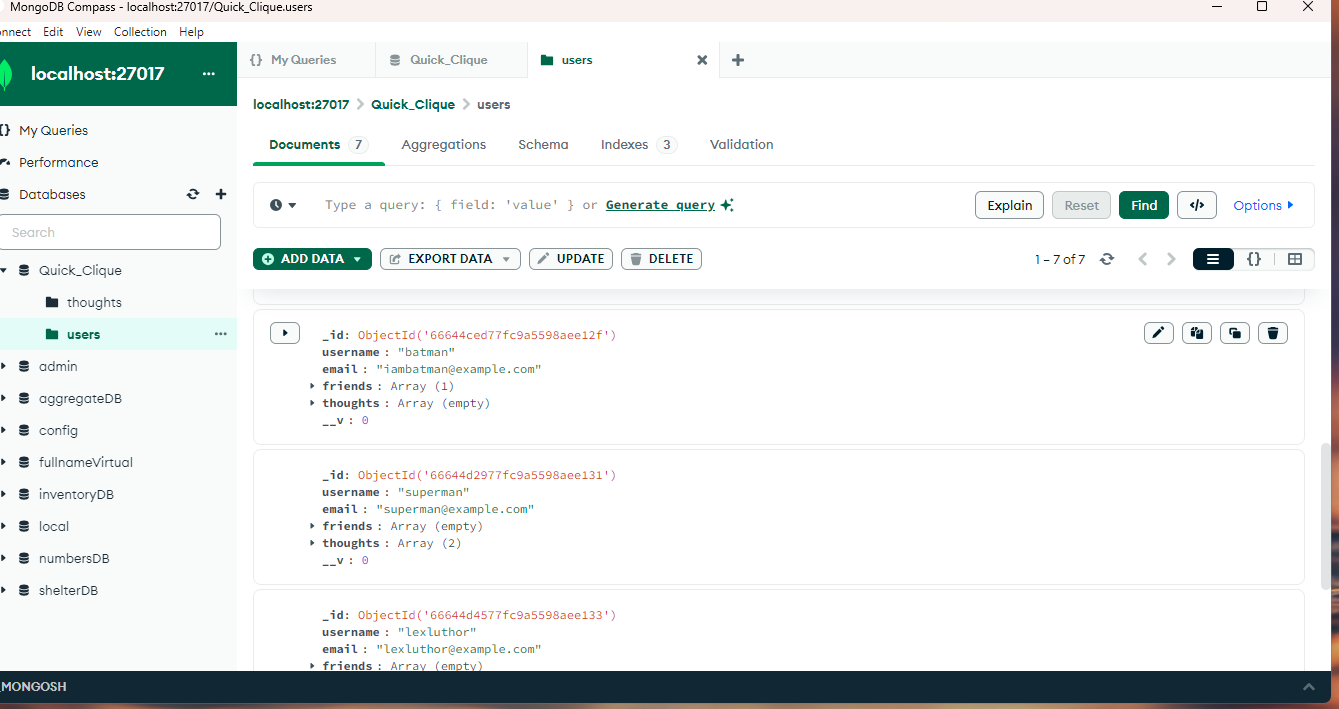 MongoDB Compass - localhost:27017/Quick_Clique.users
nnect Edit View Collection Help
localhost:27017 ...
{} My Queries
Performance
Databases
Search
Quick_Clique
thoughts
users ...
admin
aggregateDB
config
fullnameVirtual
inventoryDB
local
numbersDB
shelterDB
{} My Queries Quick_Clique users
localhost:27017 > Quick_Clique > users
Documents 7 Aggregations Schema Indexes 3 Validation
Type a query: { field: 'value' } or Generate query Explain Reset Find </> Options
ADD DATA EXPORT DATA UPDATE DELETE 1 – 7 of 7 {}
_id: ObjectId('66644ced77fc9a5598aee12f')
username : "batman"
email : "iambatman@example.com"
friends : Array (1)
thoughts : Array (empty)
__v : 0
_id: ObjectId('66644d2977fc9a5598aee131')
username : "superman"
email : "superman@example.com"
friends : Array (empty)
thoughts : Array (2)
__v : 0
_id: ObjectId('66644d4577fc9a5598aee133')
username : "lexluthor"
email : "lexluthor@example.com"
friends : Array (empty)
_MONGOSH